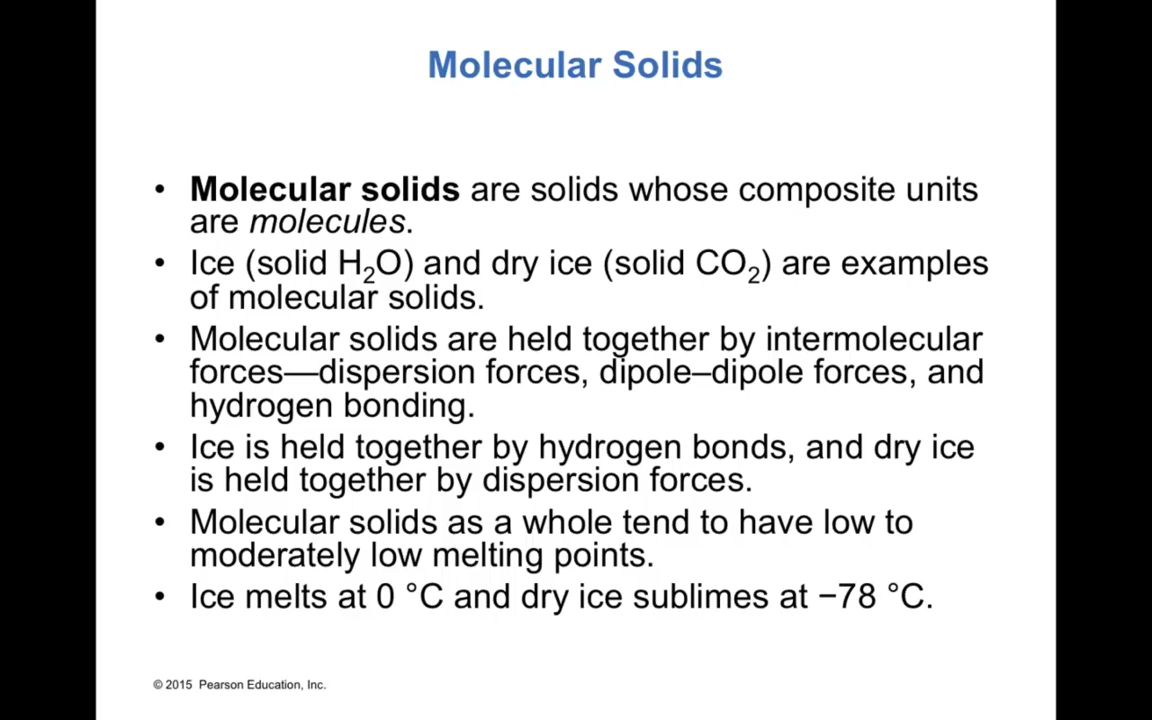 Molecular Solids
• Molecular solids are solids whose composite units
are molecules.
• Ice (solid H₂O) and dry ice (solid CO₂) are examples
of molecular solids.
• Molecular solids are held together by intermolecular
forces—dispersion forces, dipole–dipole forces, and
hydrogen bonding.
• Ice is held together by hydrogen bonds, and dry ice
is held together by dispersion forces.
• Molecular solids as a whole tend to have low to
moderately low melting points.
• Ice melts at 0 °C and dry ice sublimes at −78 °C.
© 2015 Pearson Education, Inc.